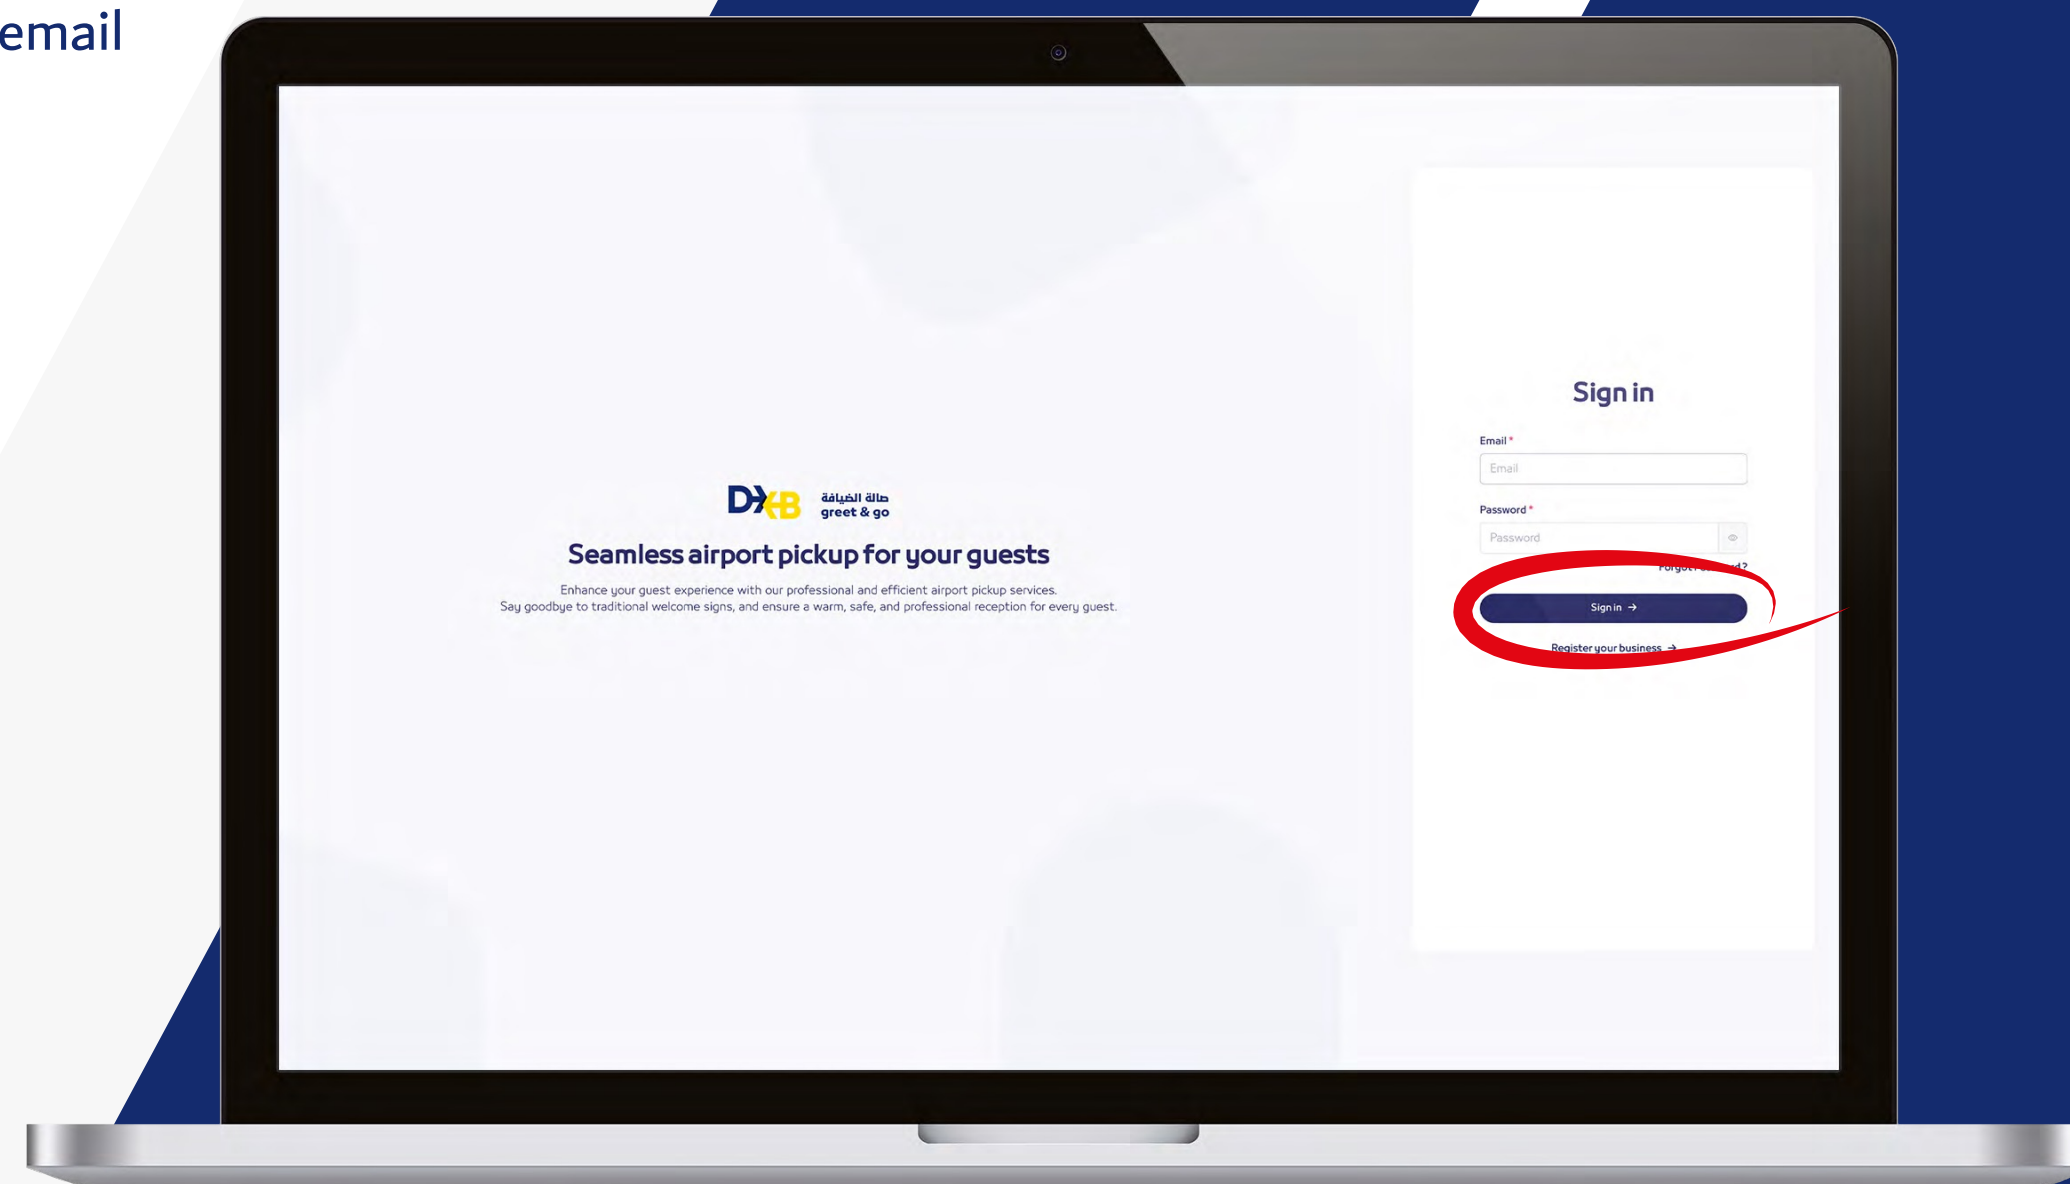 email
DXB
صالة الضيافة
greet & go
Seamless airport pickup for your guests
Enhance your guest experience with our professional and efficient airport pickup services.
Say goodbye to traditional welcome signs, and ensure a warm, safe, and professional reception for every guest.
Sign in
Email *
Email
Password *
Password
Forgot Password?
Sign in →
Register your business →